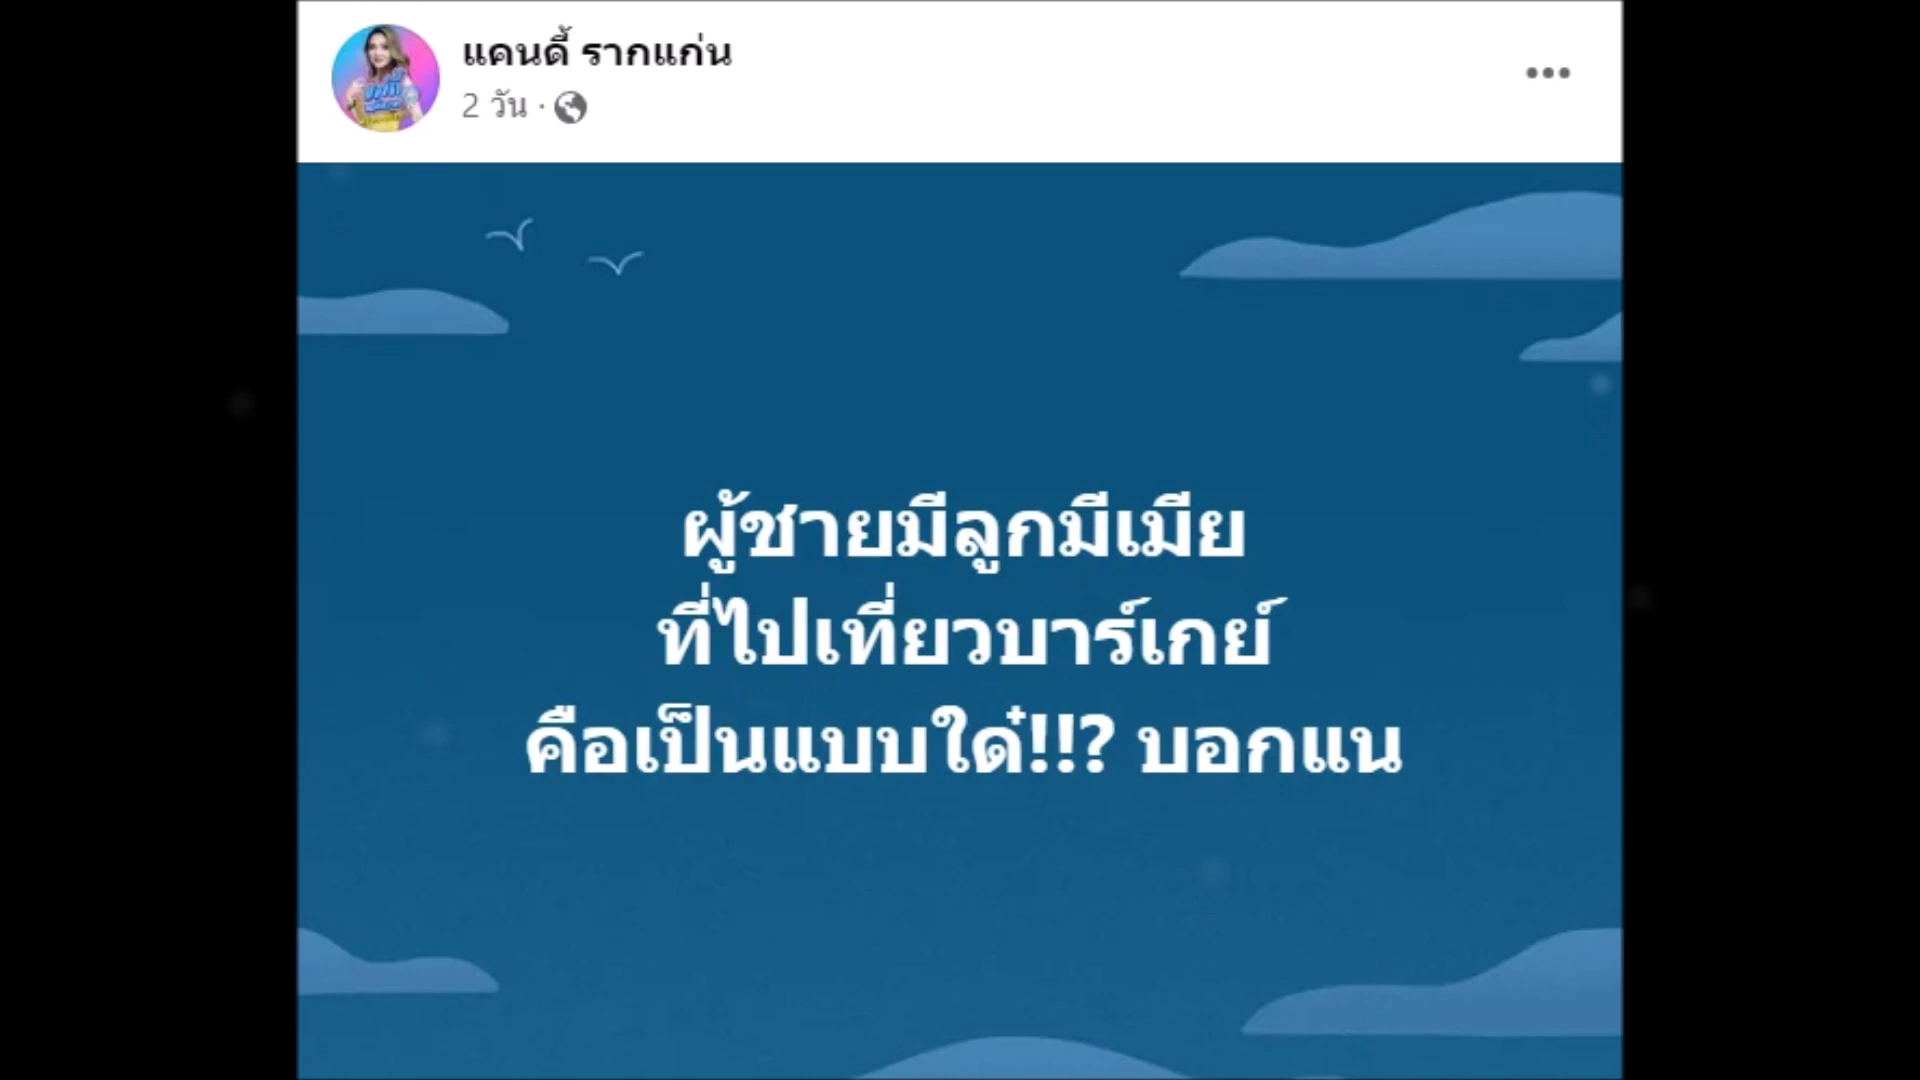 แคนดี้ รากแก่น
2 วัน ·
ผู้ชายมีลูกมีเมีย
ที่ไปเที่ยวบาร์เกย์
คือเป็นแบบใด๋!!? บอกแน